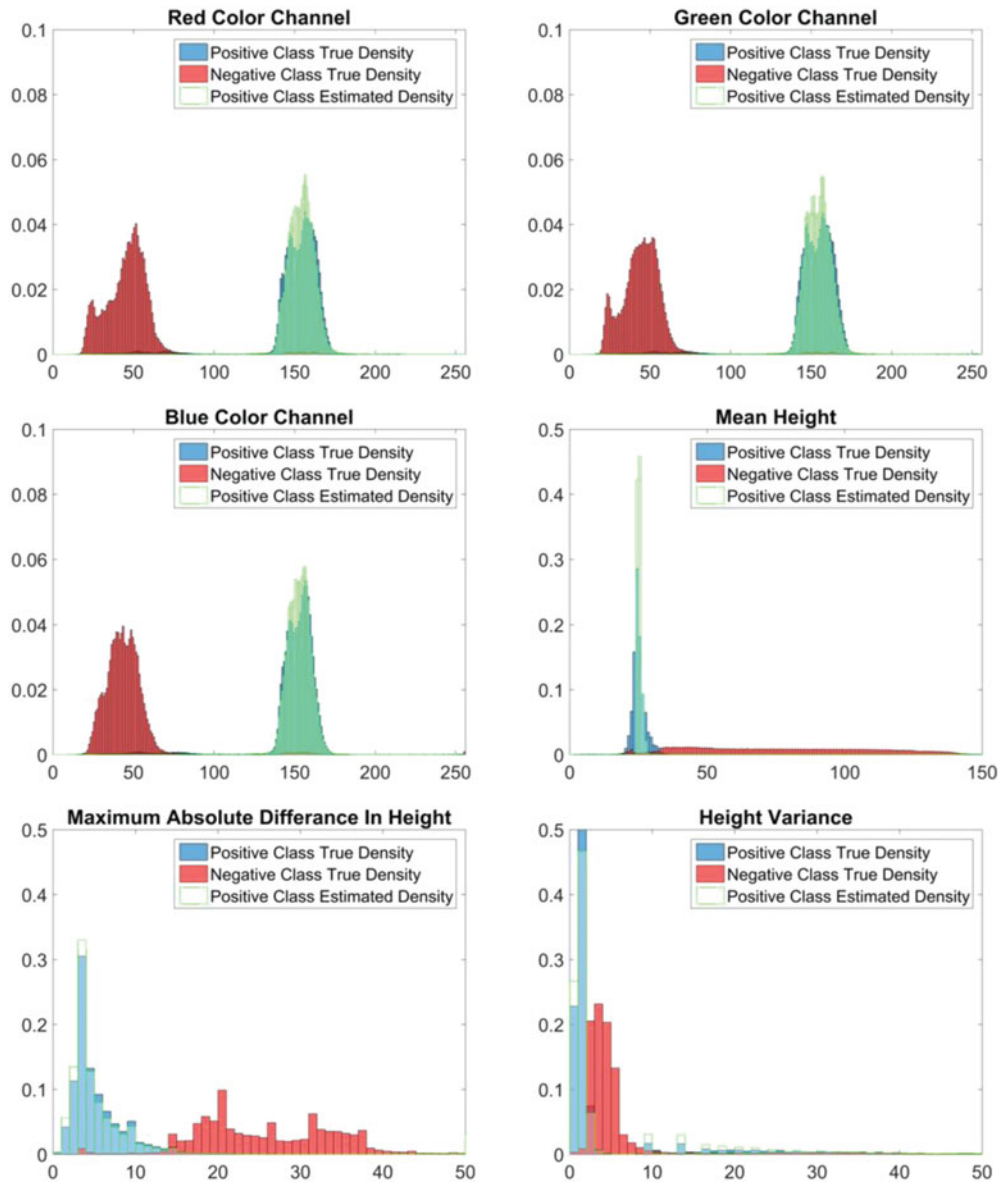 Red Color Channel
0.1
0.08
0.06
0.04
0.02
0
Positive Class True Density
Negative Class True Density
Positive Class Estimated Density
0 50 100 150 200 250
Green Color Channel
0.1
0.08
0.06
0.04
0.02
0
Positive Class True Density
Negative Class True Density
Positive Class Estimated Density
0 50 100 150 200 250
Blue Color Channel
0.1
0.08
0.06
0.04
0.02
0
Positive Class True Density
Negative Class True Density
Positive Class Estimated Density
0 50 100 150 200 250
Mean Height
0.5
0.4
0.3
0.2
0.1
0
Positive Class True Density
Negative Class True Density
Positive Class Estimated Density
0 50 100 150
Maximum Absolute Differance In Height
0.5
0.4
0.3
0.2
0.1
0
Positive Class True Density
Negative Class True Density
Positive Class Estimated Density
0 10 20 30 40 50
Height Variance
0.5
0.4
0.3
0.2
0.1
0
Positive Class True Density
Negative Class True Density
Positive Class Estimated Density
0 10 20 30 40 50